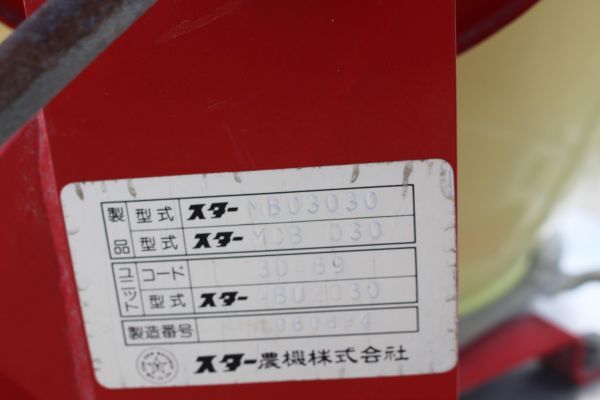 製品 型式 スター MBU3030
型式 スター 030
ユニット コード 30469
型式 スター
製造番号
スター農機株式会社